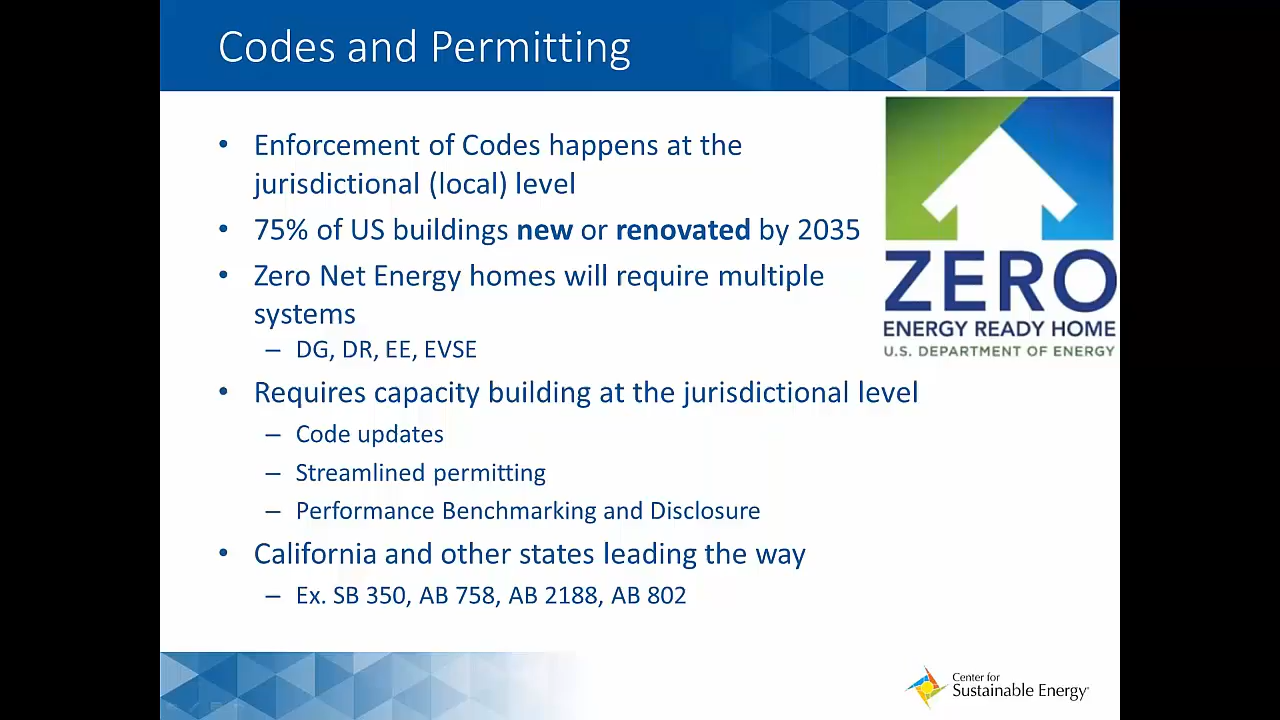 Codes and Permitting
• Enforcement of Codes happens at the
jurisdictional (local) level
• 75% of US buildings new or renovated by 2035
• Zero Net Energy homes will require multiple
systems
– DG, DR, EE, EVSE
• Requires capacity building at the jurisdictional level
– Code updates
– Streamlined permitting
– Performance Benchmarking and Disclosure
• California and other states leading the way
– Ex. SB 350, AB 758, AB 2188, AB 802
ZERO
ENERGY READY HOME
U.S. DEPARTMENT OF ENERGY
Center for
Sustainable Energy